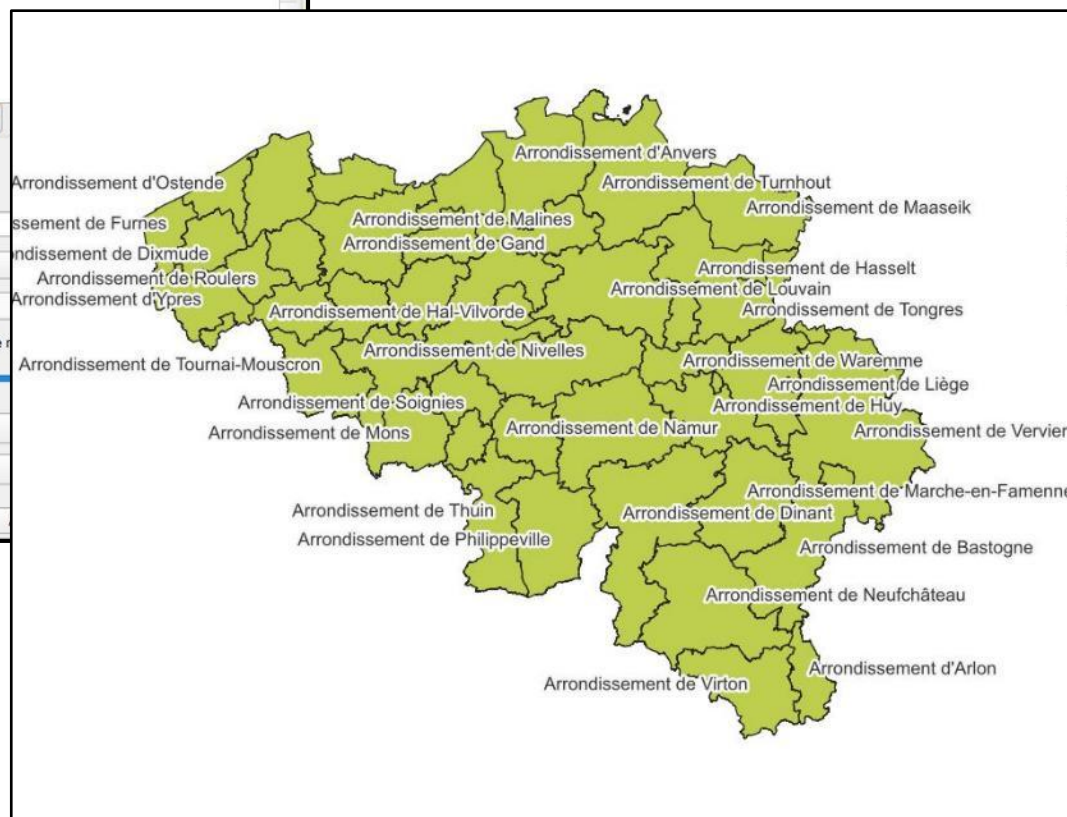 Arrondissement d'Anvers
Arrondissement d'Ostende
Arrondissement de Turnhout
Arrondissement de Maaseik
ssement de Furnes
Arrondissement de Malines
Arrondissement de Gand
ondissement de Dixmude
Arrondissement de Hasselt
Arrondissement de Roulers
Arrondissement de Louvain
Arrondissement d'Ypres
Arrondissement de Hal-Vilvorde
Arrondissement de Tongres
Arrondissement de Nivelles
Arrondissement de Tournai-Mouscron
Arrondissement de Waremme
Arrondissement de Liège
Arrondissement de Soignies
Arrondissement de Huy
Arrondissement de Mons
Arrondissement de Namur
Arrondissement de Vervier
Arrondissement de Marche-en-Famenne
Arrondissement de Thuin
Arrondissement de Dinant
Arrondissement de Philippeville
Arrondissement de Bastogne
Arrondissement de Neufchâteau
Arrondissement d'Arlon
Arrondissement de Virton